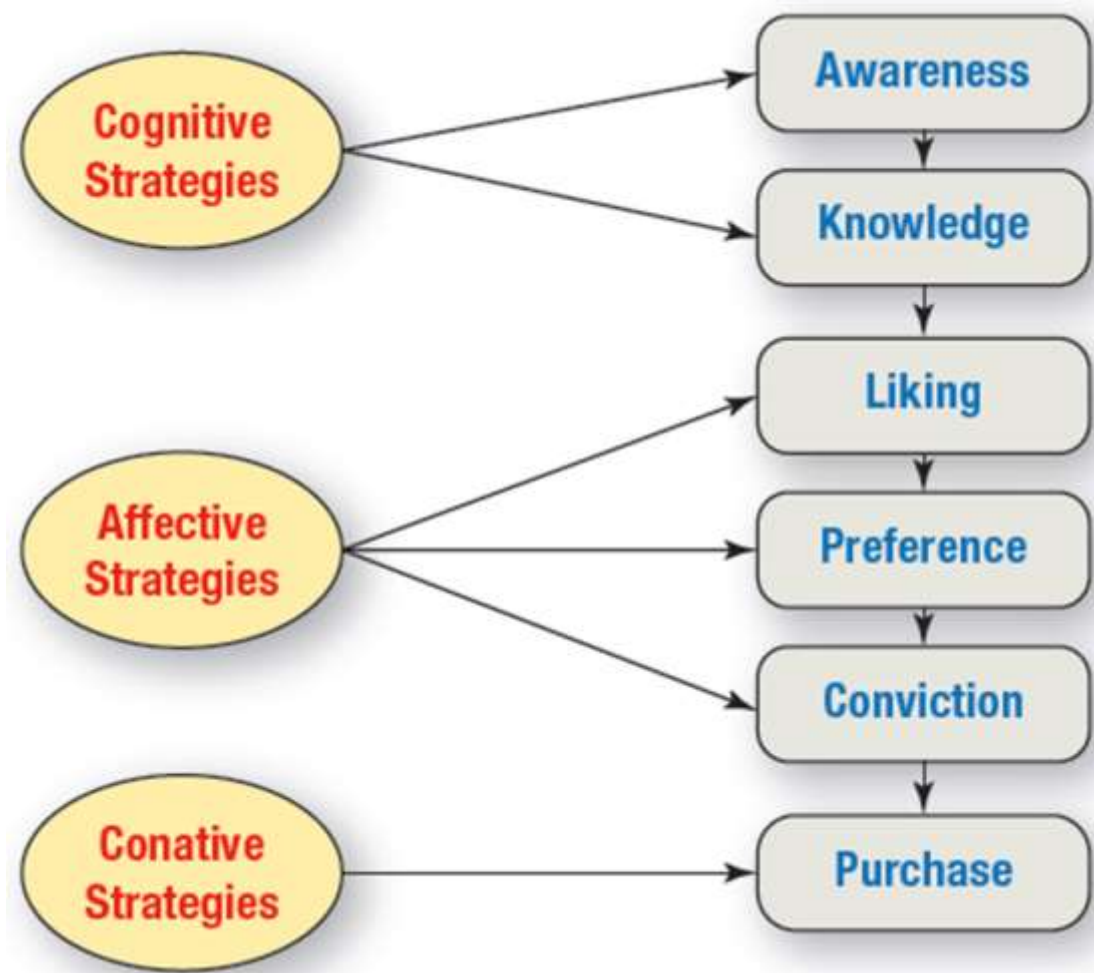 Cognitive
Strategies
Awareness
Knowledge
Affective
Strategies
Liking
Preference
Conviction
Conative
Strategies
Purchase